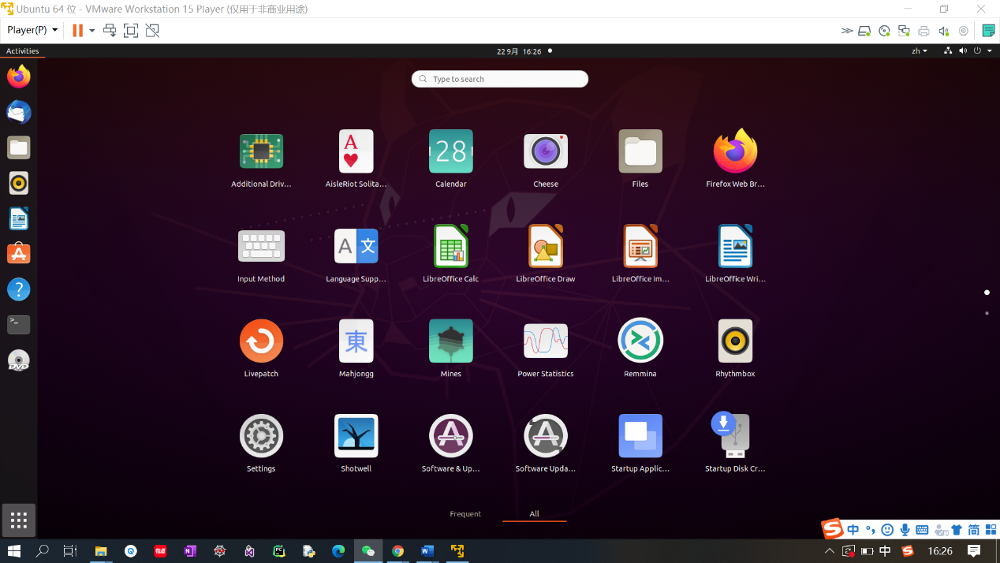 Ubuntu 64 位 - VMware Workstation 15 Player (仅用于非商业用途)
Player(P)
Activities
22 9月 16:26
zh
Type to search
Additional Driv...
AisleRiot Solita...
28
Calendar
Cheese
Files
Firefox Web Br...
Input Method
A 文
Language Supp...
LibreOffice Calc
LibreOffice Draw
LibreOffice Im...
LibreOffice Wri...
Livepatch
東
Mahjongg
Mines
Power Statistics
Remmina
Rhythmbox
Settings
Shotwell
Software & Up...
Software Upda...
Startup Applic...
Startup Disk Cr...
DVD
Frequent
All
中
简
中
16:26